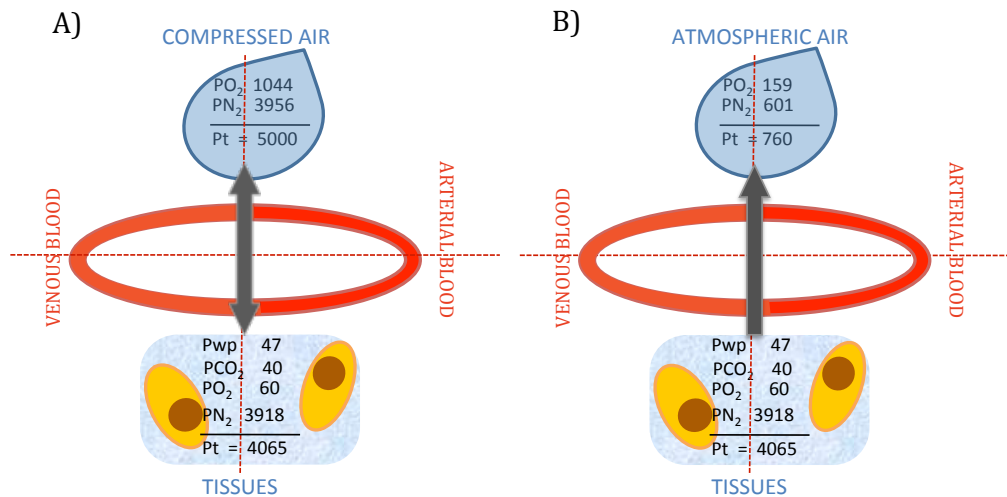 A)
COMPRESSED AIR
PO2 1044
PN2 3956
Pt = 5000
VENOUS BLOOD
ARTERIAL BLOOD
Pwp 47
PCO2 40
PO2 60
PN2 3918
Pt = 4065
TISSUES
B)
ATMOSPHERIC AIR
PO2 159
PN2 601
Pt = 760
VENOUS BLOOD
ARTERIAL BLOOD
Pwp 47
PCO2 40
PO2 60
PN2 3918
Pt = 4065
TISSUES